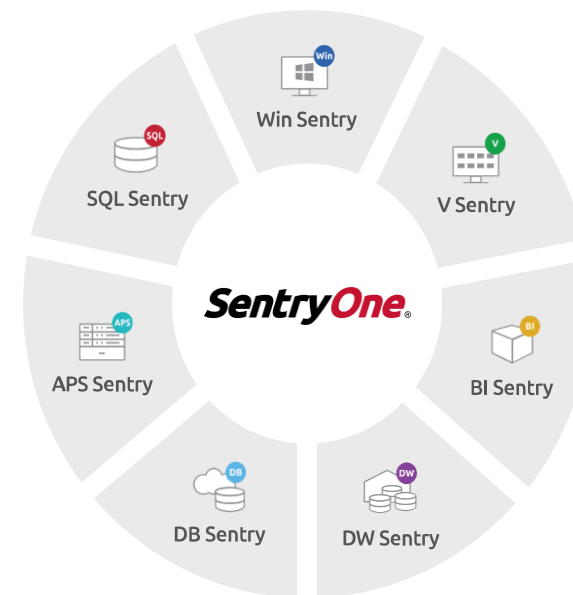 Win
Win Sentry
V
V Sentry
BI
BI Sentry
DW
DW Sentry
DB
DB Sentry
APS
APS Sentry
SQL
SQL Sentry
SentryOne®